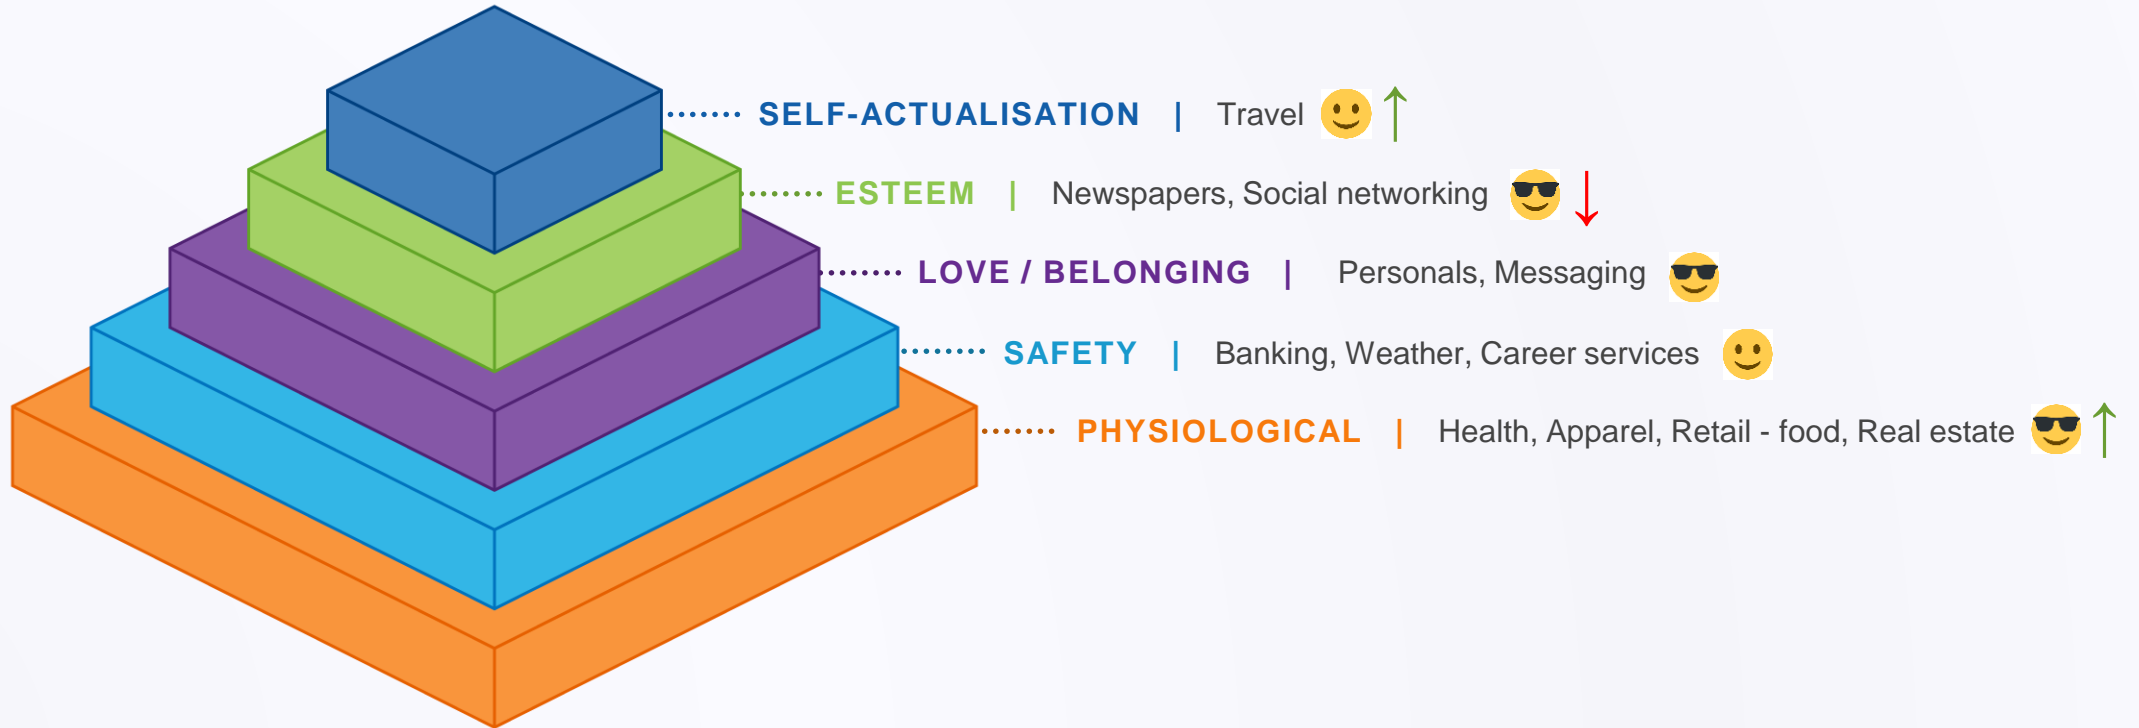 SELF-ACTUALISATION | Travel 🙂 ↑
ESTEEM | Newspapers, Social networking 😎 ↓
LOVE / BELONGING | Personals, Messaging 😎
SAFETY | Banking, Weather, Career services 🙂
PHYSIOLOGICAL | Health, Apparel, Retail - food, Real estate 😎 ↑